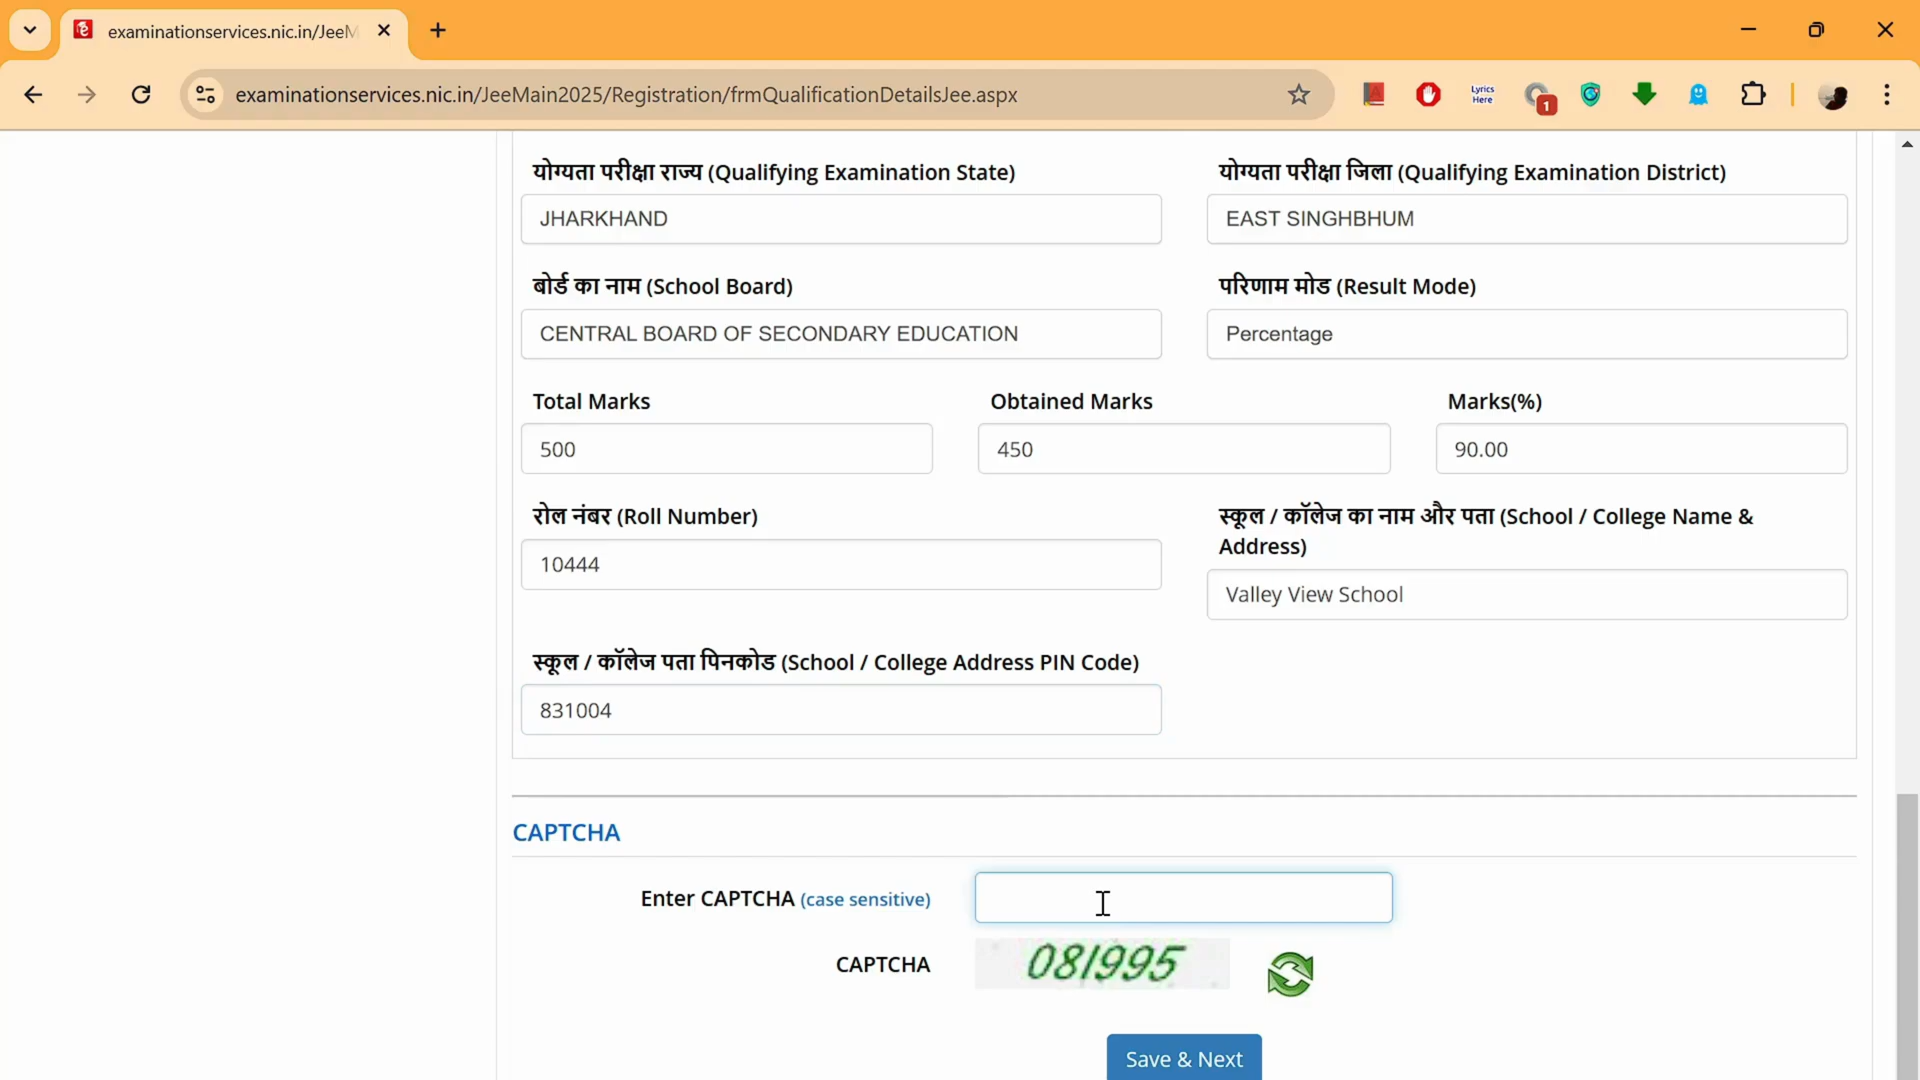 examinationservices.nic.in/JeeM
examinationservices.nic.in/JeeMain2025/Registration/frmQualificationDetailsJee.aspx
Lyrics
Here
1
योग्यता परीक्षा राज्य (Qualifying Examination State)
योग्यता परीक्षा जिला (Qualifying Examination District)
JHARKHAND
EAST SINGHBHUM
बोर्ड का नाम (School Board)
परिणाम मोड (Result Mode)
CENTRAL BOARD OF SECONDARY EDUCATION
Percentage
Total Marks
Obtained Marks
Marks(%)
500
450
90.00
रोल नंबर (Roll Number)
स्कूल / कॉलेज का नाम और पता (School / College Name &
Address)
10444
Valley View School
स्कूल / कॉलेज पता पिनकोड (School / College Address PIN Code)
831004
CAPTCHA
Enter CAPTCHA (case sensitive)
CAPTCHA
081995
Save & Next